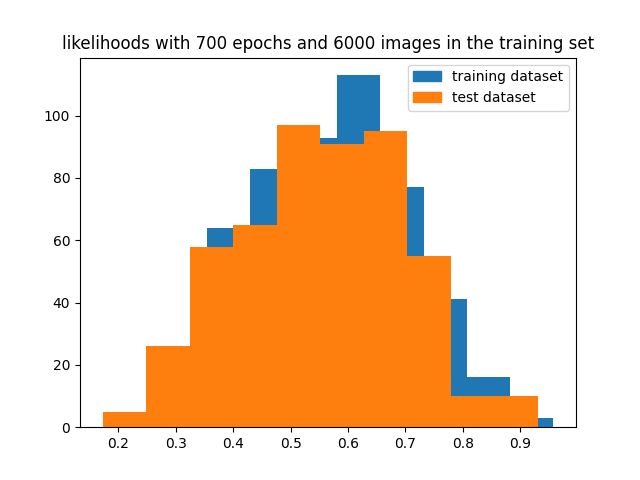 likelihoods with 700 epochs and 6000 images in the training set
training dataset
test dataset
100
80
60
40
20
0
0.2 0.3 0.4 0.5 0.6 0.7 0.8 0.9